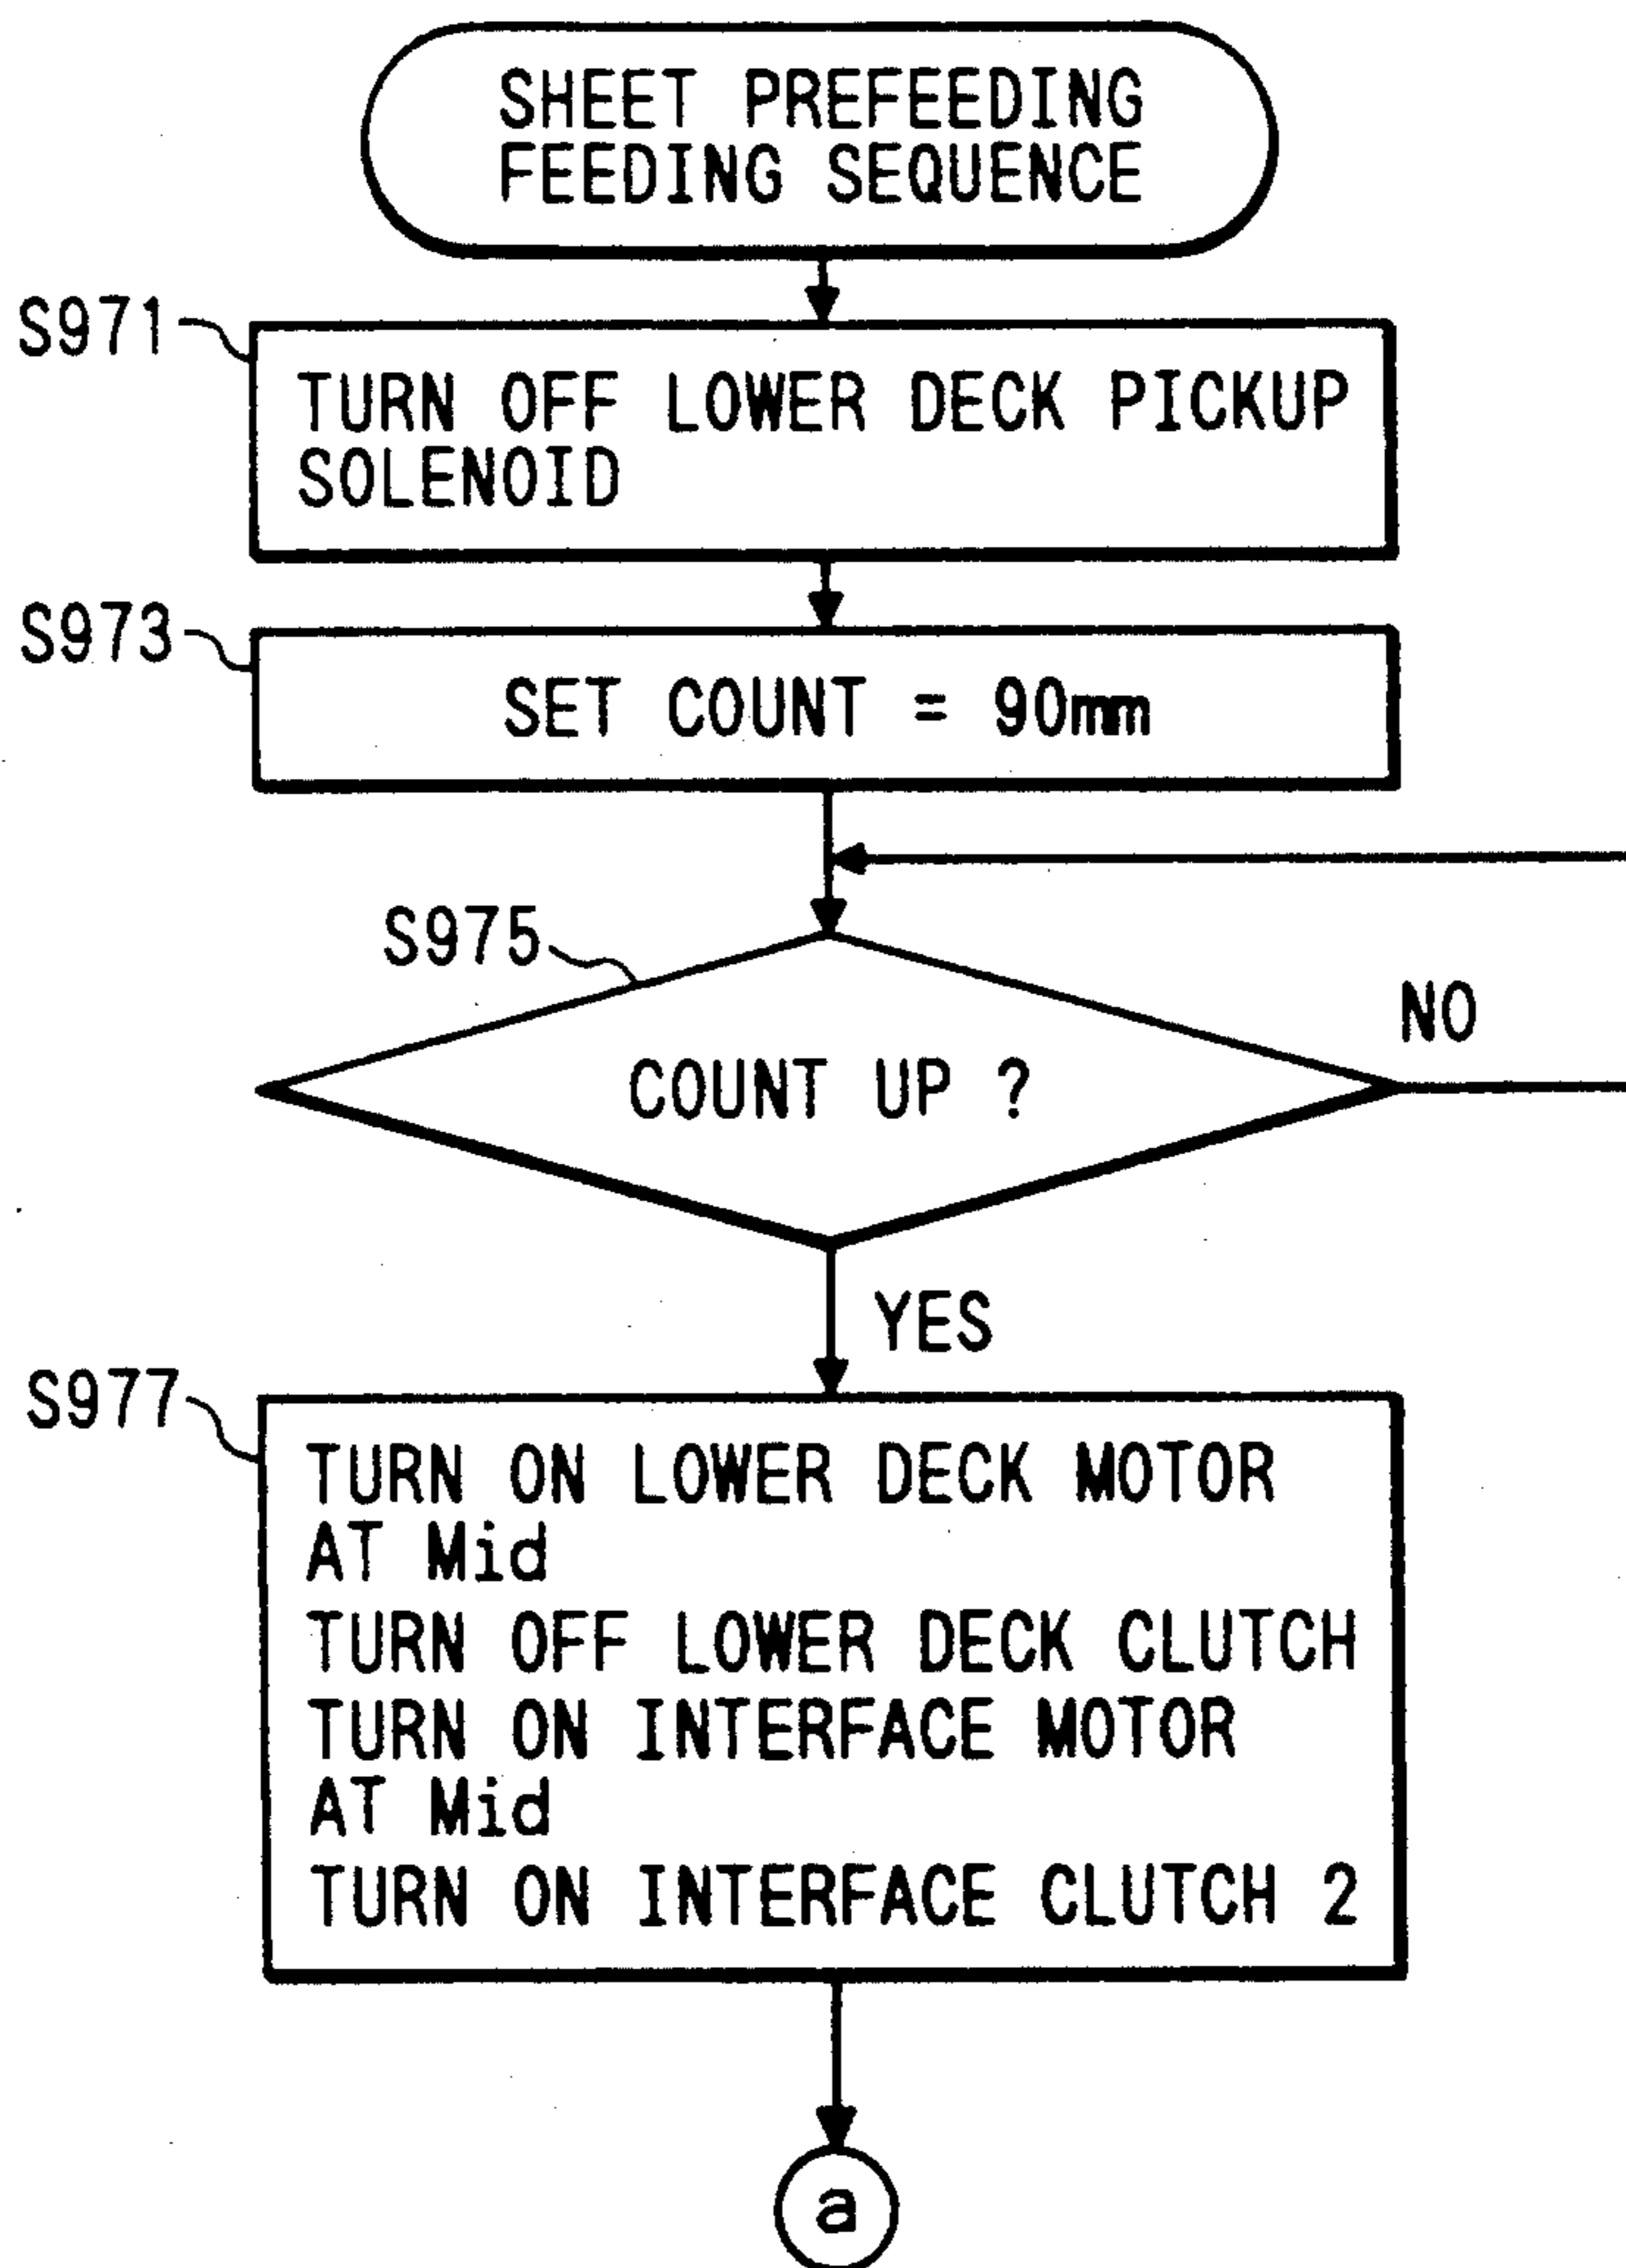 SHEET PREFEEDING
FEEDING SEQUENCE
S971
TURN OFF LOWER DECK PICKUP
SOLENOID
S973
SET COUNT = 90mm
S975
COUNT UP ?
NO
YES
S977
TURN ON LOWER DECK MOTOR
AT Mid
TURN OFF LOWER DECK CLUTCH
TURN ON INTERFACE MOTOR
AT Mid
TURN ON INTERFACE CLUTCH 2
a